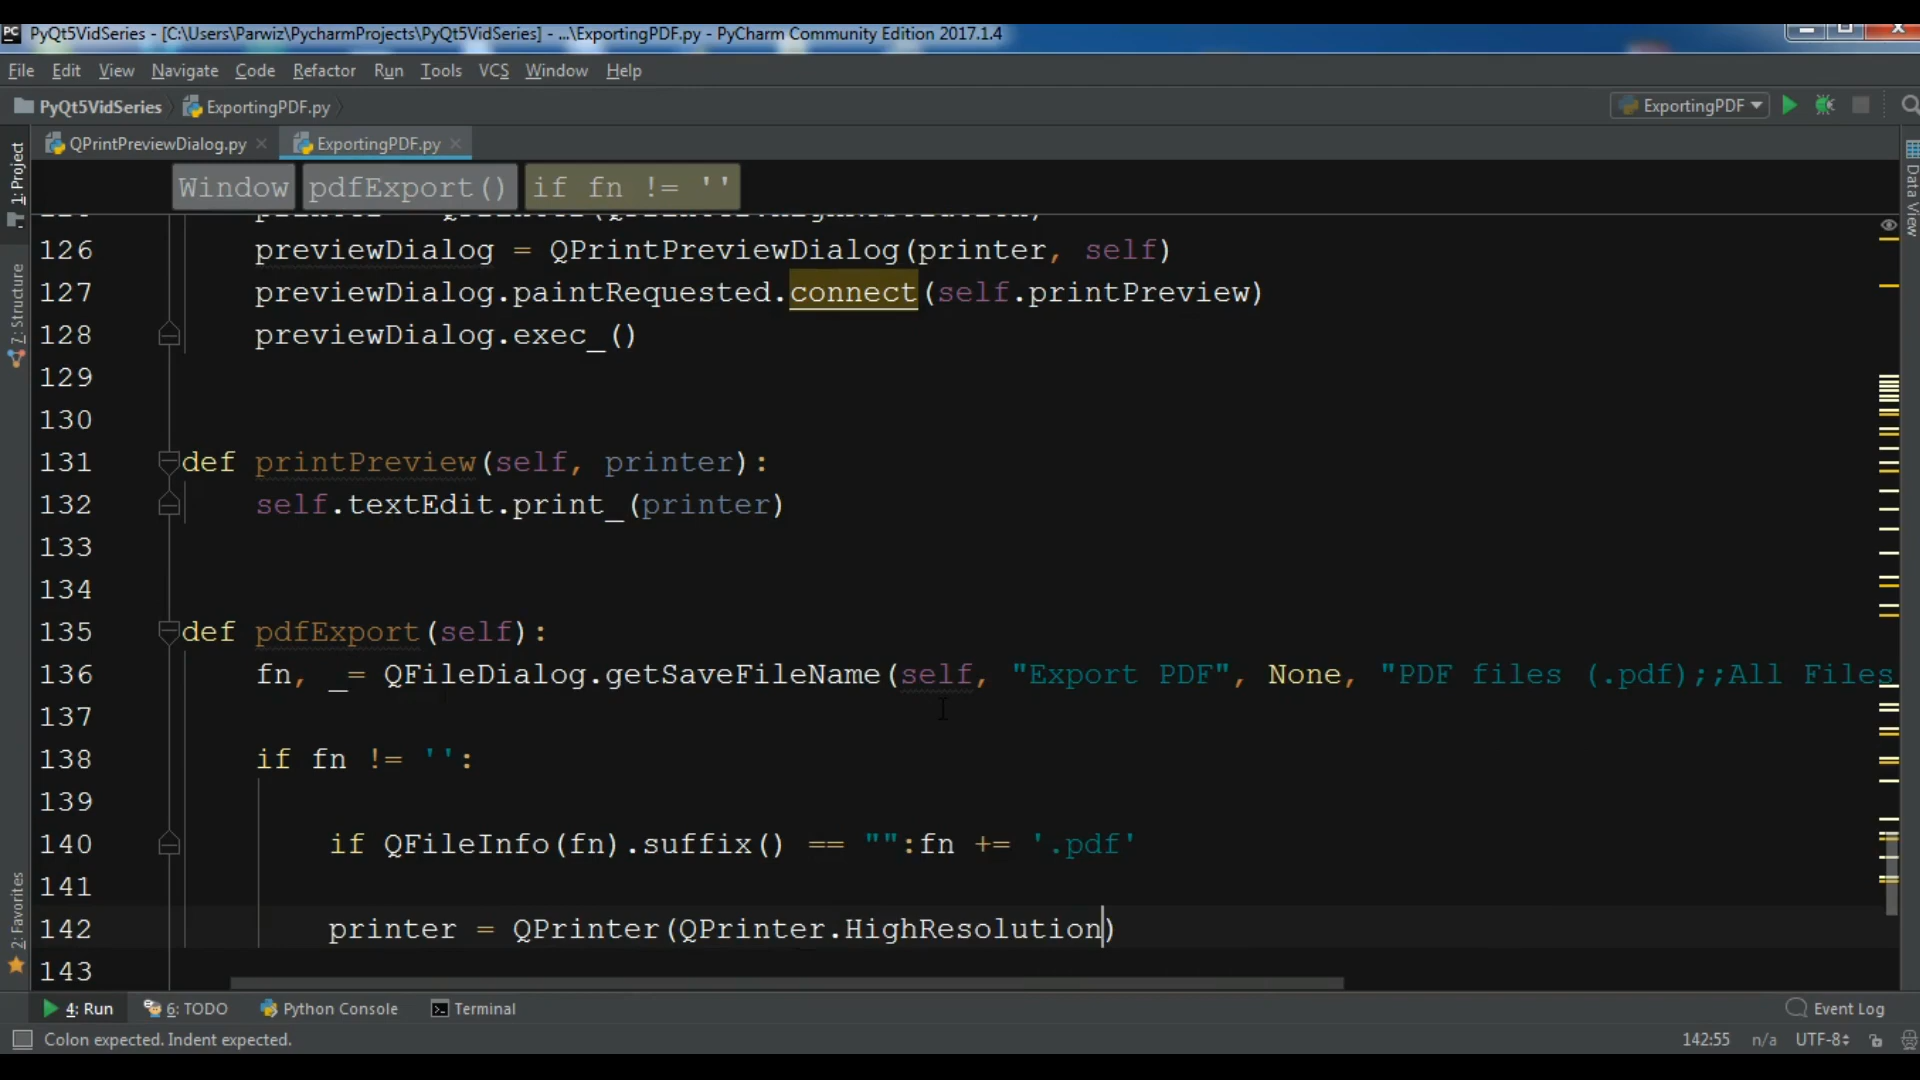 PC PyQt5VidSeries - [C:\Users\Parwiz\PycharmProjects\PyQt5VidSeries] - ...\ExportingPDF.py - PyCharm Community Edition 2017.1.4
File Edit View Navigate Code Refactor Run Tools VCS Window Help
PyQt5VidSeries ExportingPDF.py ExportingPDF
QPrintPreviewDialog.py ExportingPDF.py
1: Project
7: Structure
2: Favorites
Data View
Window pdfExport() if fn != ''
126 previewDialog = QPrintPreviewDialog(printer, self)
127 previewDialog.paintRequested.connect(self.printPreview)
128 previewDialog.exec_()
129
130
131 def printPreview(self, printer):
132 self.textEdit.print_(printer)
133
134
135 def pdfExport(self):
136 fn, _= QFileDialog.getSaveFileName(self, "Export PDF", None, "PDF files (.pdf);;All Files
137
138 if fn != '':
139
140 if QFileInfo(fn).suffix() == "":fn += '.pdf'
141
142 printer = QPrinter(QPrinter.HighResolution)
143
4: Run 6: TODO Python Console Terminal Event Log
Colon expected. Indent expected. 142:55 n/a UTF-8